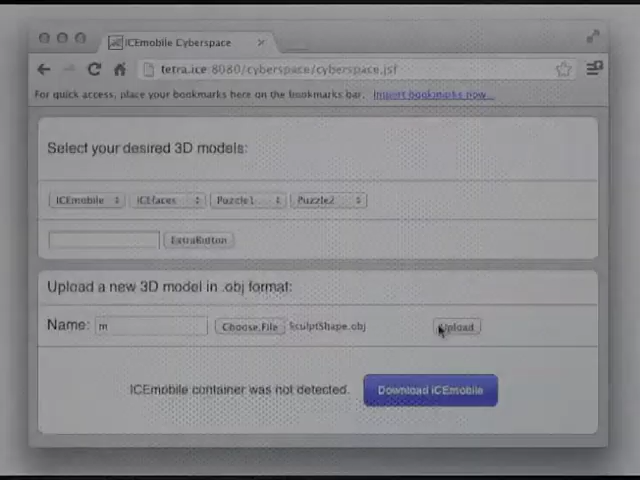 ICEmobile Cyberspace
tetra.ice:8080/cyberspace/cyberspace.jsf
For quick access, place your bookmarks here on the bookmarks bar. Import bookmarks now...
Select your desired 3D models:
ICEmobile ICEfaces Puzzle1 Puzzle2
ExtraButton
Upload a new 3D model in .obj format:
Name: m Choose File SculptShape.obj Upload
ICEmobile container was not detected. Download ICEmobile